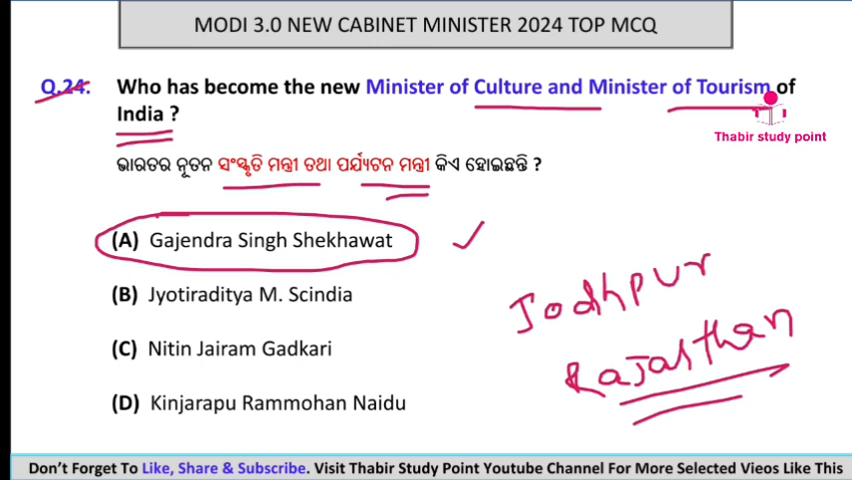 MODI 3.0 NEW CABINET MINISTER 2024 TOP MCQ
Q.24. Who has become the new Minister of Culture and Minister of Tourism of
India ?
Thabir study point
ଭାରତର ନୂତନ ସଂସ୍କୃତି ମନ୍ତ୍ରୀ ତଥା ପର୍ଯ୍ୟଟନ ମନ୍ତ୍ରୀ କିଏ ହୋଇଛନ୍ତି ?
(A) Gajendra Singh Shekhawat
(B) Jyotiraditya M. Scindia
(C) Nitin Jairam Gadkari
(D) Kinjarapu Rammohan Naidu
Jodhpur
Rajasthan
Don't Forget To Like, Share & Subscribe. Visit Thabir Study Point Youtube Channel For More Selected Vieos Like This